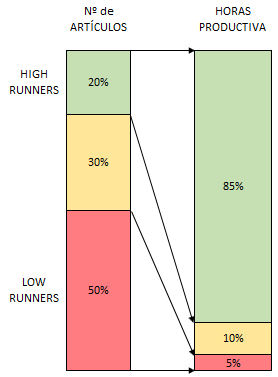 Nº de
ARTÍCULOS
HORAS
PRODUCTIVA
HIGH
RUNNERS
20%
30%
85%
LOW
RUNNERS
50%
10%
5%